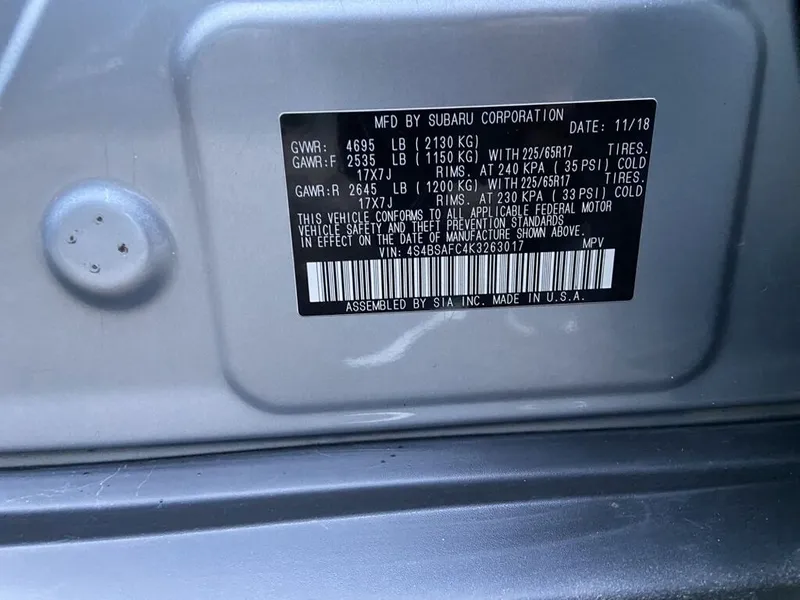 MFD BY SUBARU CORPORATION
DATE: 11/18
GVWR: 4695 LB (2130 KG)
GAWR:F 2535 LB (1150 KG) WITH 225/65R17 TIRES.
17X7J RIMS. AT 240 KPA (35 PSI) COLD
GAWR:R 2645 LB (1200 KG) WITH 225/65R17 TIRES.
17X7J RIMS. AT 230 KPA (33 PSI) COLD
THIS VEHICLE CONFORMS TO ALL APPLICABLE FEDERAL MOTOR
VEHICLE SAFETY AND THEFT PREVENTION STANDARDS
IN EFFECT ON THE DATE OF MANUFACTURE SHOWN ABOVE.
VIN: 4S4BSAFC4K3263017 MPV
ASSEMBLED BY SIA INC. MADE IN U.S.A.